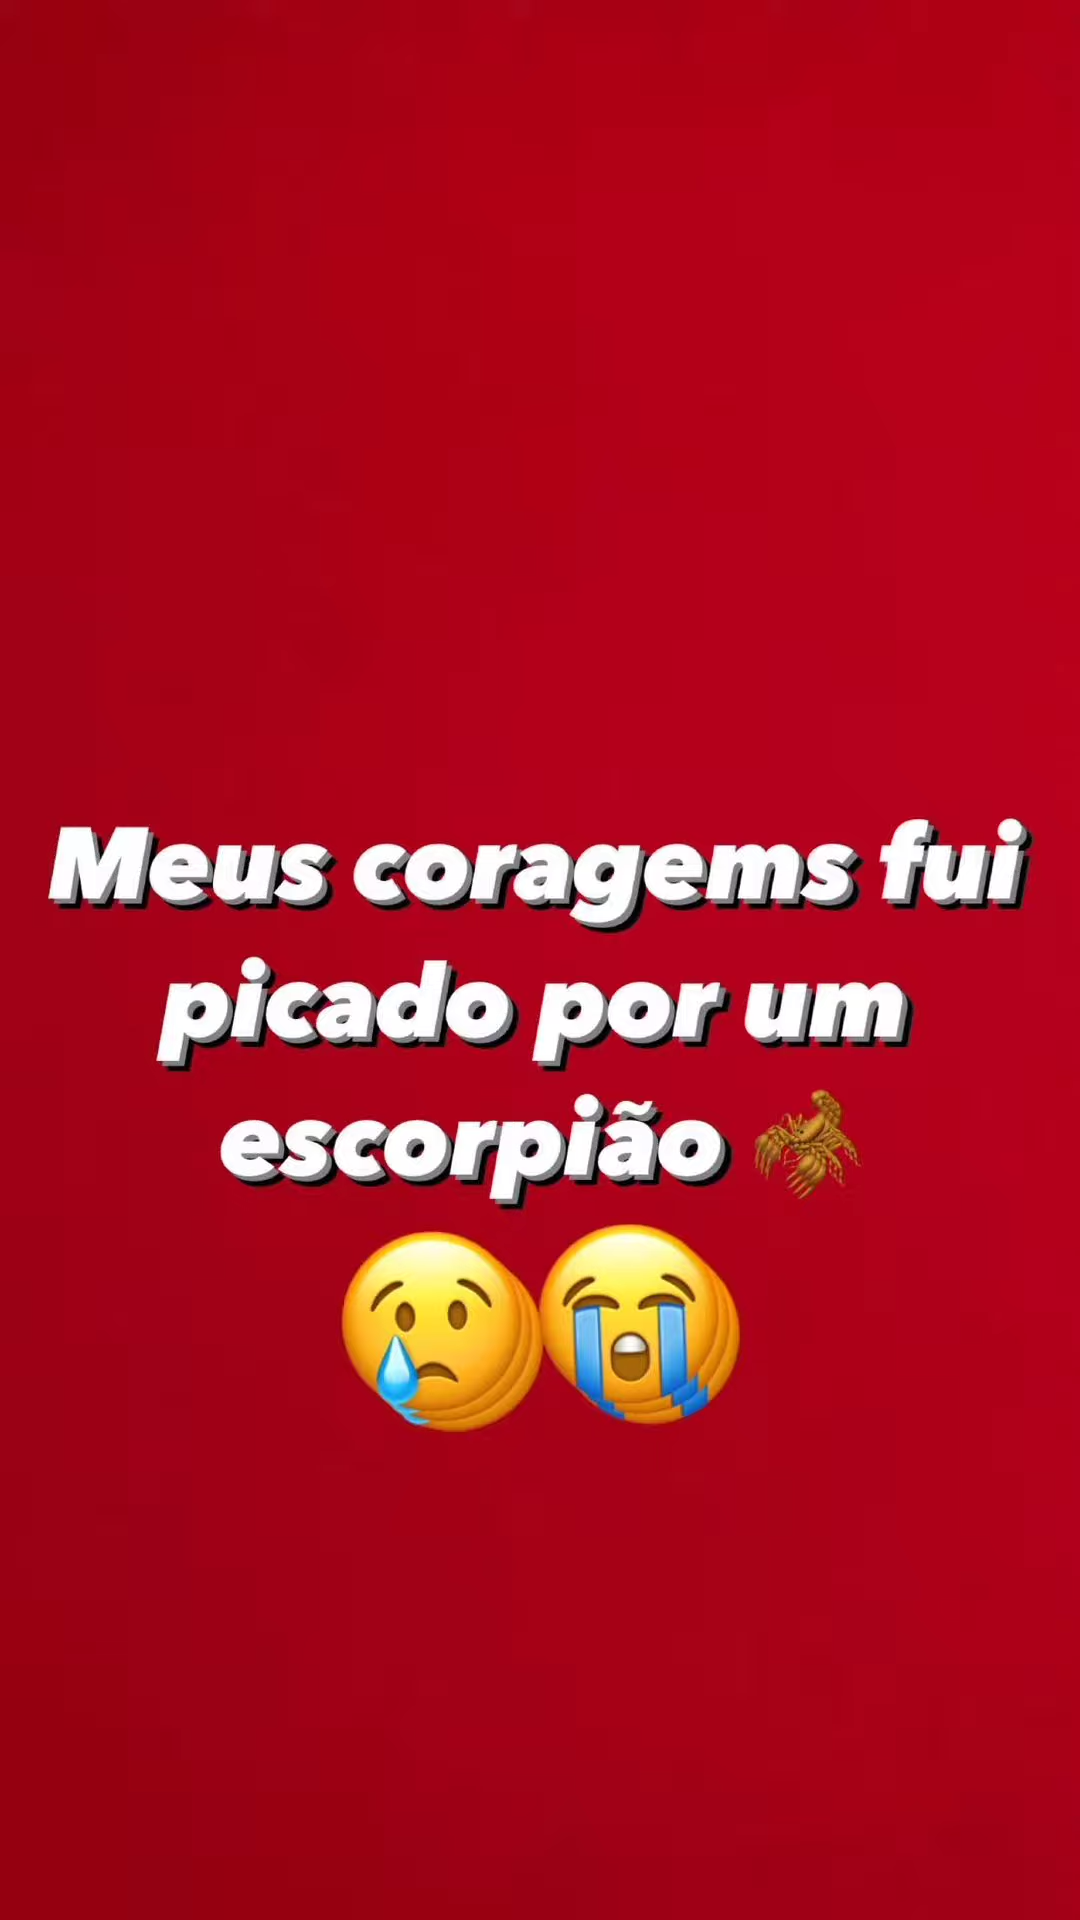 Meus coragems fui
picado por um
escorpião 🦂
😢😭